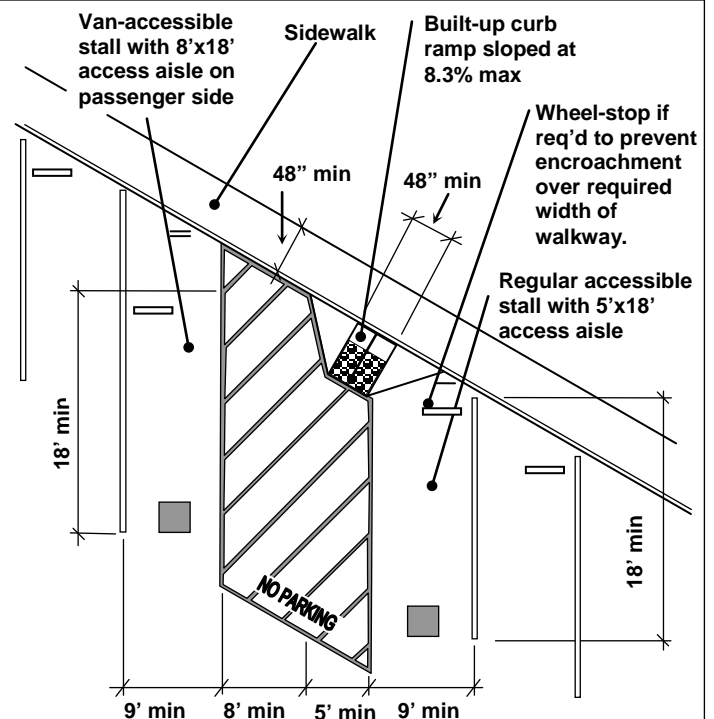 Van-accessible
stall with 8’x18’
access aisle on
passenger side
Sidewalk
Built-up curb
ramp sloped at
8.3% max
Wheel-stop if
req’d to prevent
encroachment
over required
width of
walkway.
48” min
48” min
Regular accessible
stall with 5’x18’
access aisle
18’ min
18’ min
NO PARKING
9’ min
8’ min
5’ min
9’ min